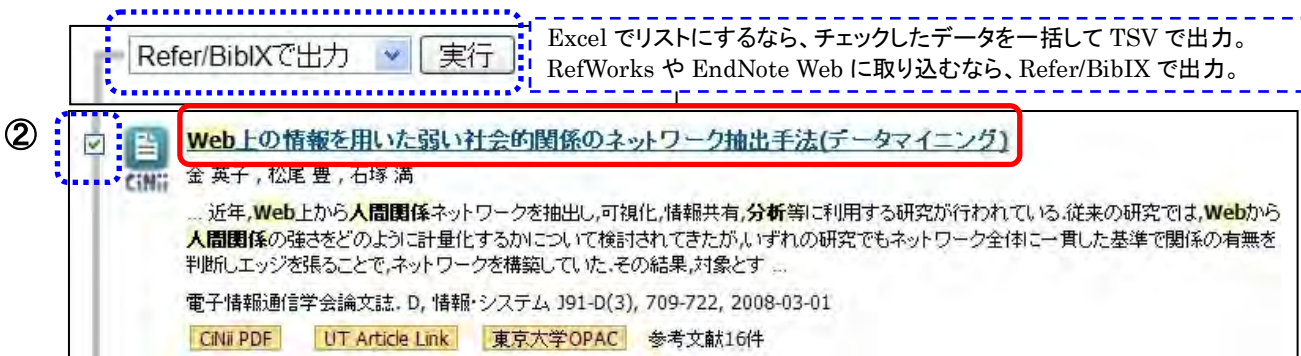 Refer/BibIXで出力 実行
Excel でリストにするなら、チェックしたデータを一括して TSV で出力。
RefWorks や EndNote Web に取り込むなら、Refer/BibIX で出力。
②
Web上の情報を用いた弱い社会的関係のネットワーク抽出手法(データマイニング)
CiNii
金 英子 , 松尾 豊 , 石塚 満
... 近年,Web上から人間関係ネットワークを抽出し,可視化,情報共有,分析等に利用する研究が行われている.従来の研究では,Webから
人間関係の強さをどのように計量化するかについて検討されてきたが,いずれの研究でもネットワーク全体に一貫した基準で関係の有無を
判断しエッジを張ることで,ネットワークを構築していた.その結果,対象とす ...
電子情報通信学会論文誌. D, 情報・システム J91-D(3), 709-722, 2008-03-01
CiNii PDF UT Article Link 東京大学OPAC 参考文献16件